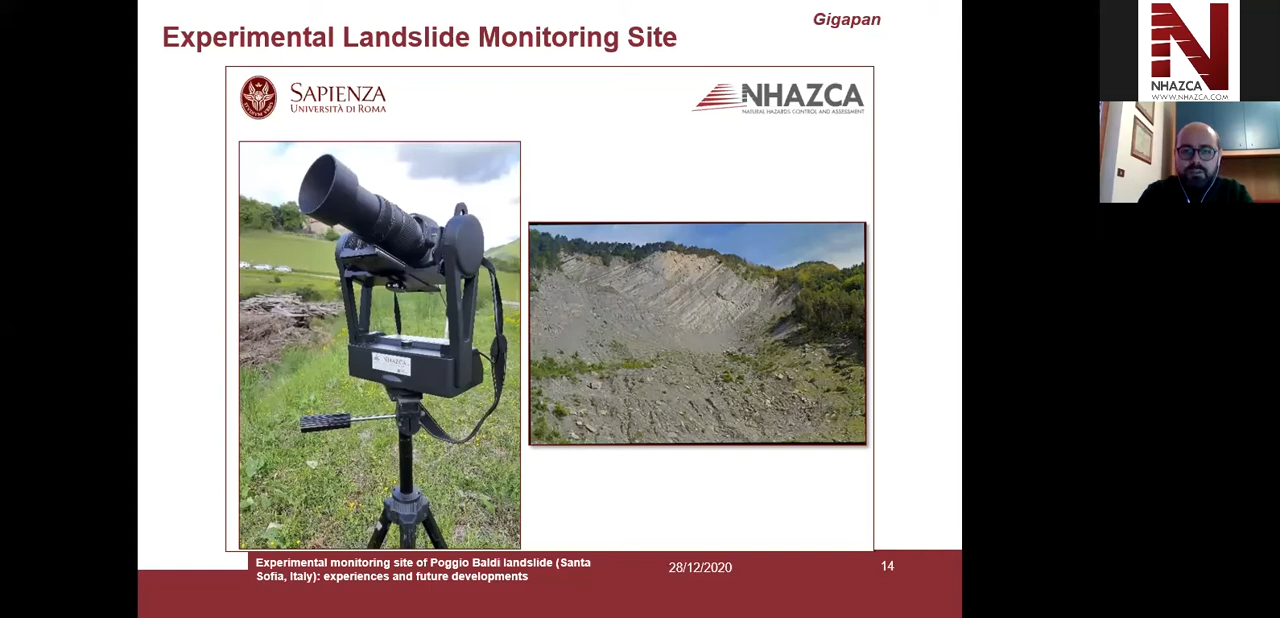 Gigapan
Experimental Landslide Monitoring Site
SAPIENZA
UNIVERSITÀ DI ROMA
NHAZCA
NATURAL HAZARDS CONTROL AND ASSESSMENT
NHAZCA
Experimental monitoring site of Poggio Baldi landslide (Santa
Sofia, Italy): experiences and future developments
28/12/2020
14
NHAZCA
WWW.NHAZCA.COM